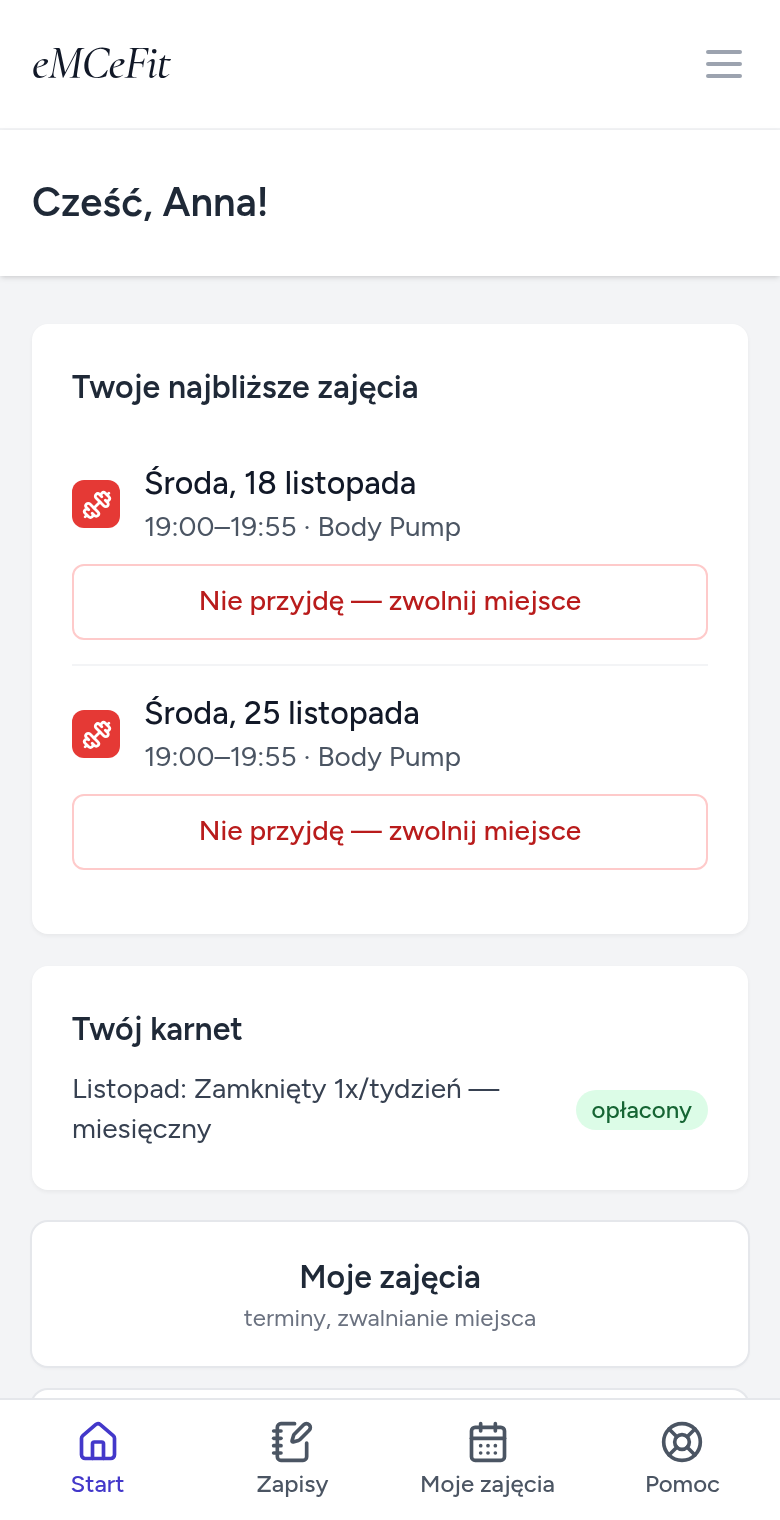 eMCeFit
Cześć, Anna!
Twoje najbliższe zajęcia
Środa, 18 listopada
19:00–19:55 · Body Pump
Nie przyjdę — zwolnij miejsce
Środa, 25 listopada
19:00–19:55 · Body Pump
Nie przyjdę — zwolnij miejsce
Twój karnet
Listopad: Zamknięty 1x/tydzień —
miesięczny
opłacony
Moje zajęcia
terminy, zwalnianie miejsca
Start
Zapisy
Moje zajęcia
Pomoc